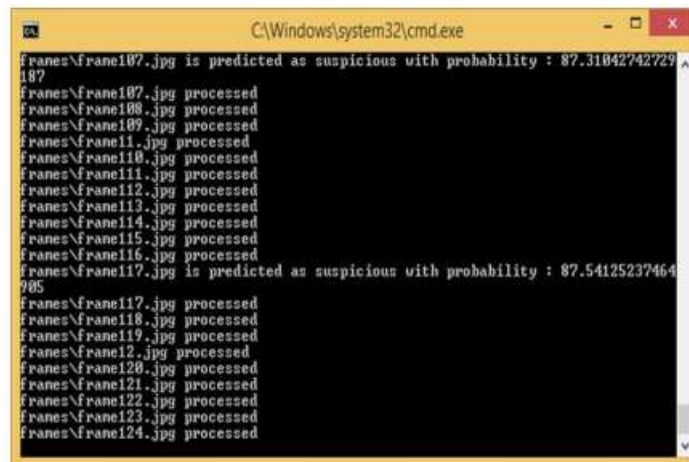 C:\Windows\system32\cmd.exe
frames\frame107.jpg is predicted as suspicious with probability : 87.31042742729
187
frames\frame107.jpg processed
frames\frame108.jpg processed
frames\frame109.jpg processed
frames\frame11.jpg processed
frames\frame110.jpg processed
frames\frame111.jpg processed
frames\frame112.jpg processed
frames\frame113.jpg processed
frames\frame114.jpg processed
frames\frame115.jpg processed
frames\frame116.jpg processed
frames\frame117.jpg is predicted as suspicious with probability : 87.54125237464
905
frames\frame117.jpg processed
frames\frame118.jpg processed
frames\frame119.jpg processed
frames\frame12.jpg processed
frames\frame120.jpg processed
frames\frame121.jpg processed
frames\frame122.jpg processed
frames\frame123.jpg processed
frames\frame124.jpg processed